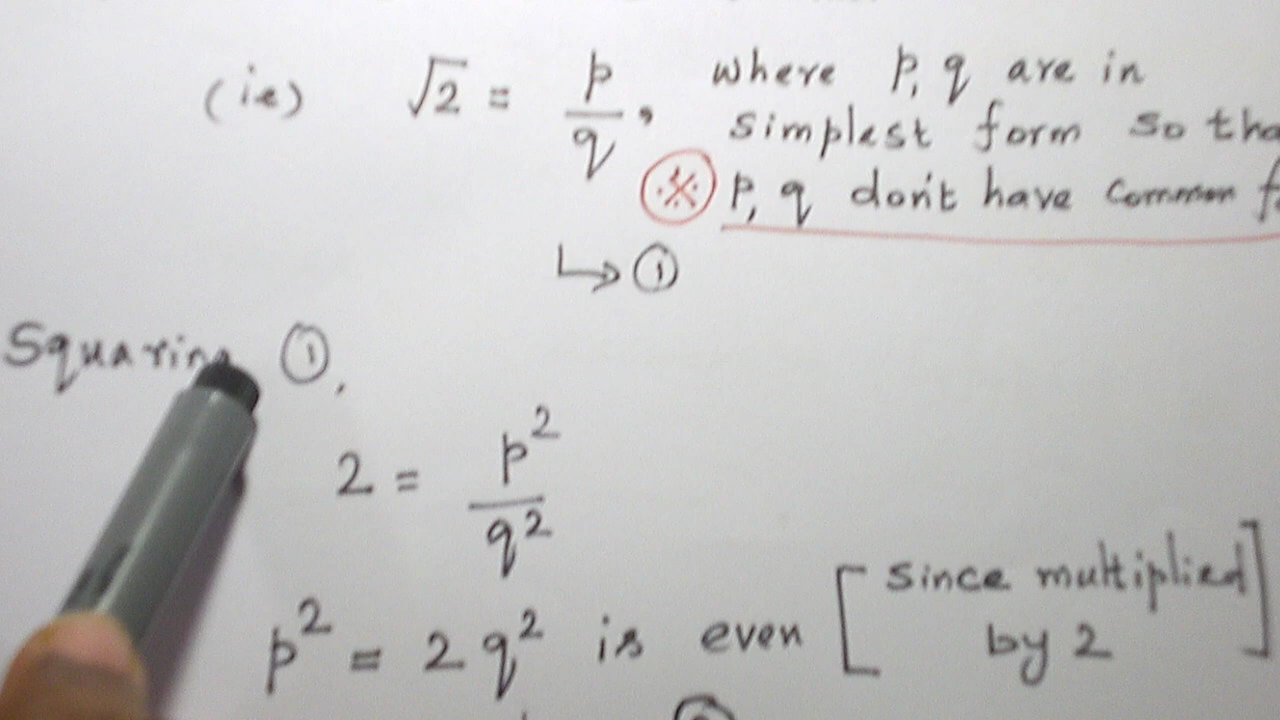 (ie) √2 = p/q, where p, q are in
simplest form so tha
※ p, q don't have common f
↳ ①
Squaring ①,
2 = p²/q²
p² = 2q² is even [since multiplied
by 2]